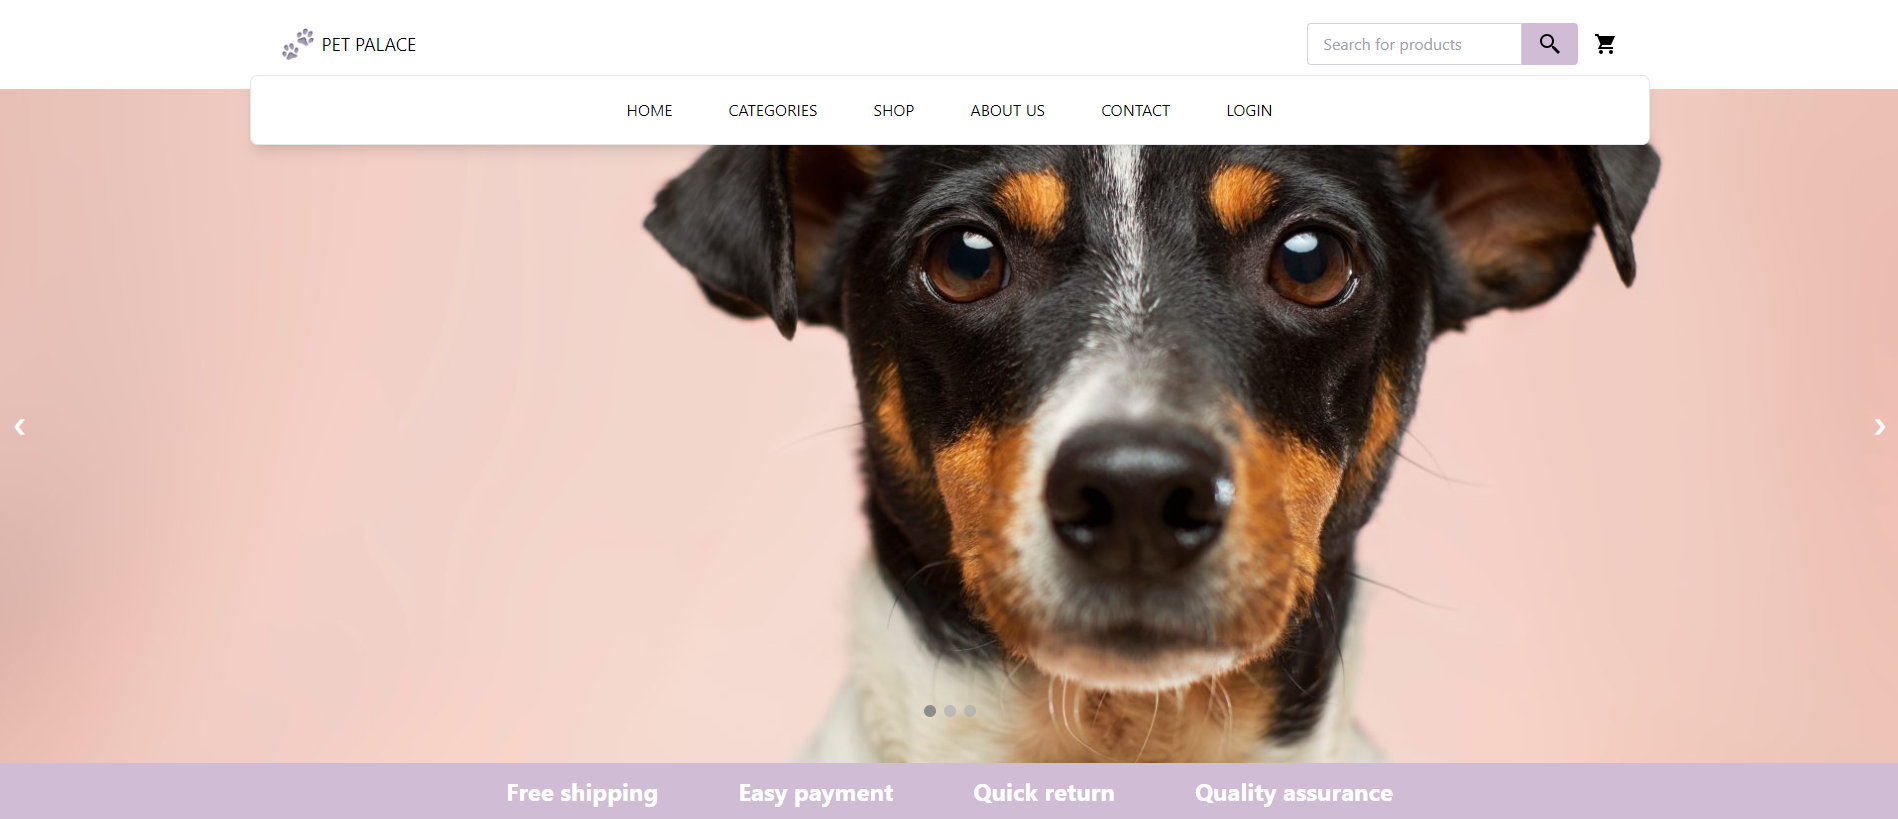 PET PALACE
Search for products
HOME CATEGORIES SHOP ABOUT US CONTACT LOGIN
Free shipping Easy payment Quick return Quality assurance